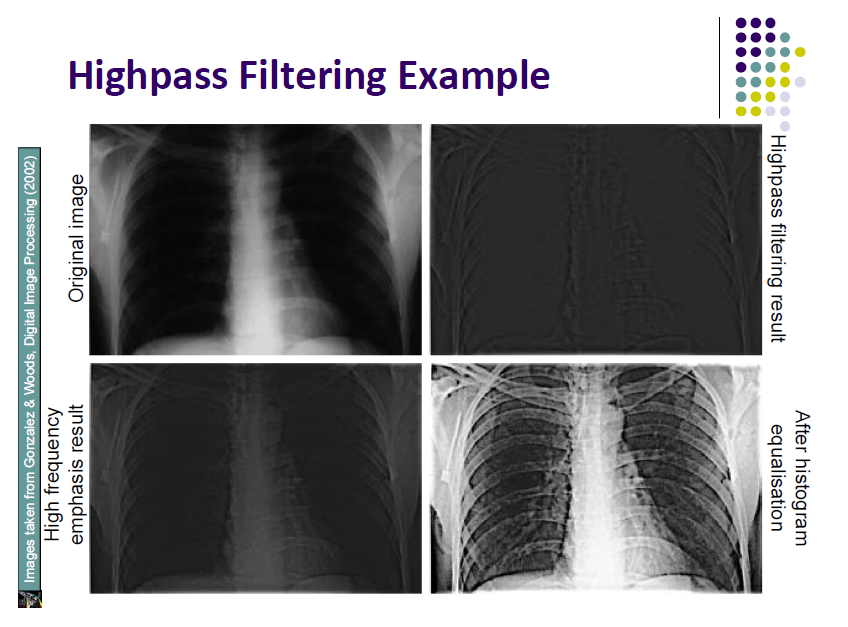 Highpass Filtering Example
Images taken from Gonzalez & Woods, Digital Image Processing (2002)
Original image
Highpass filtering result
High frequency
emphasis result
After histogram
equalisation